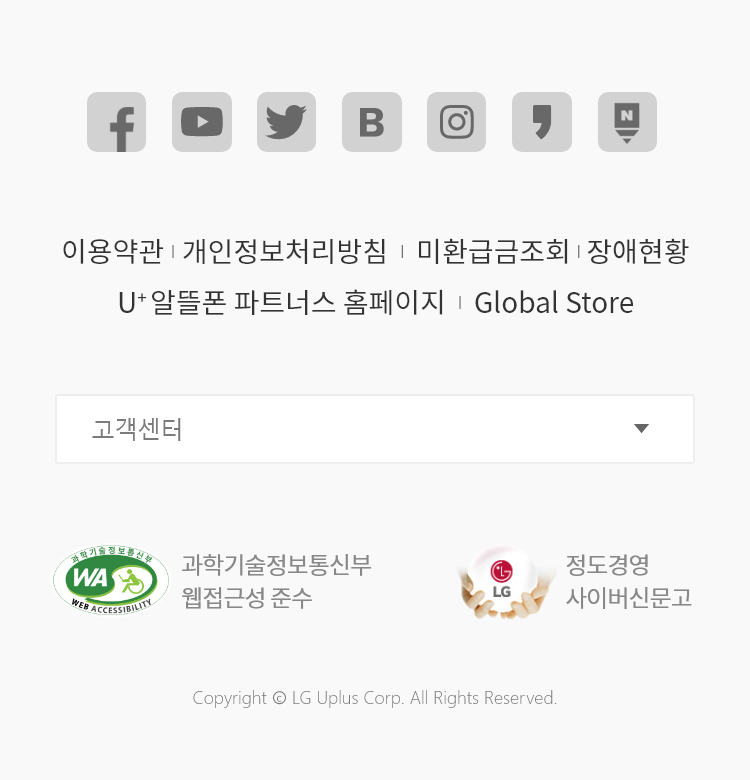 B
N
이용약관 | 개인정보처리방침 | 미환급금조회 | 장애현황
U⁺알뜰폰 파트너스 홈페이지 | Global Store
고객센터
과학기술정보통신부
WA
WEB ACCESSIBILITY
과학기술정보통신부
웹접근성 준수
LG
정도경영
사이버신문고
Copyright © LG Uplus Corp. All Rights Reserved.